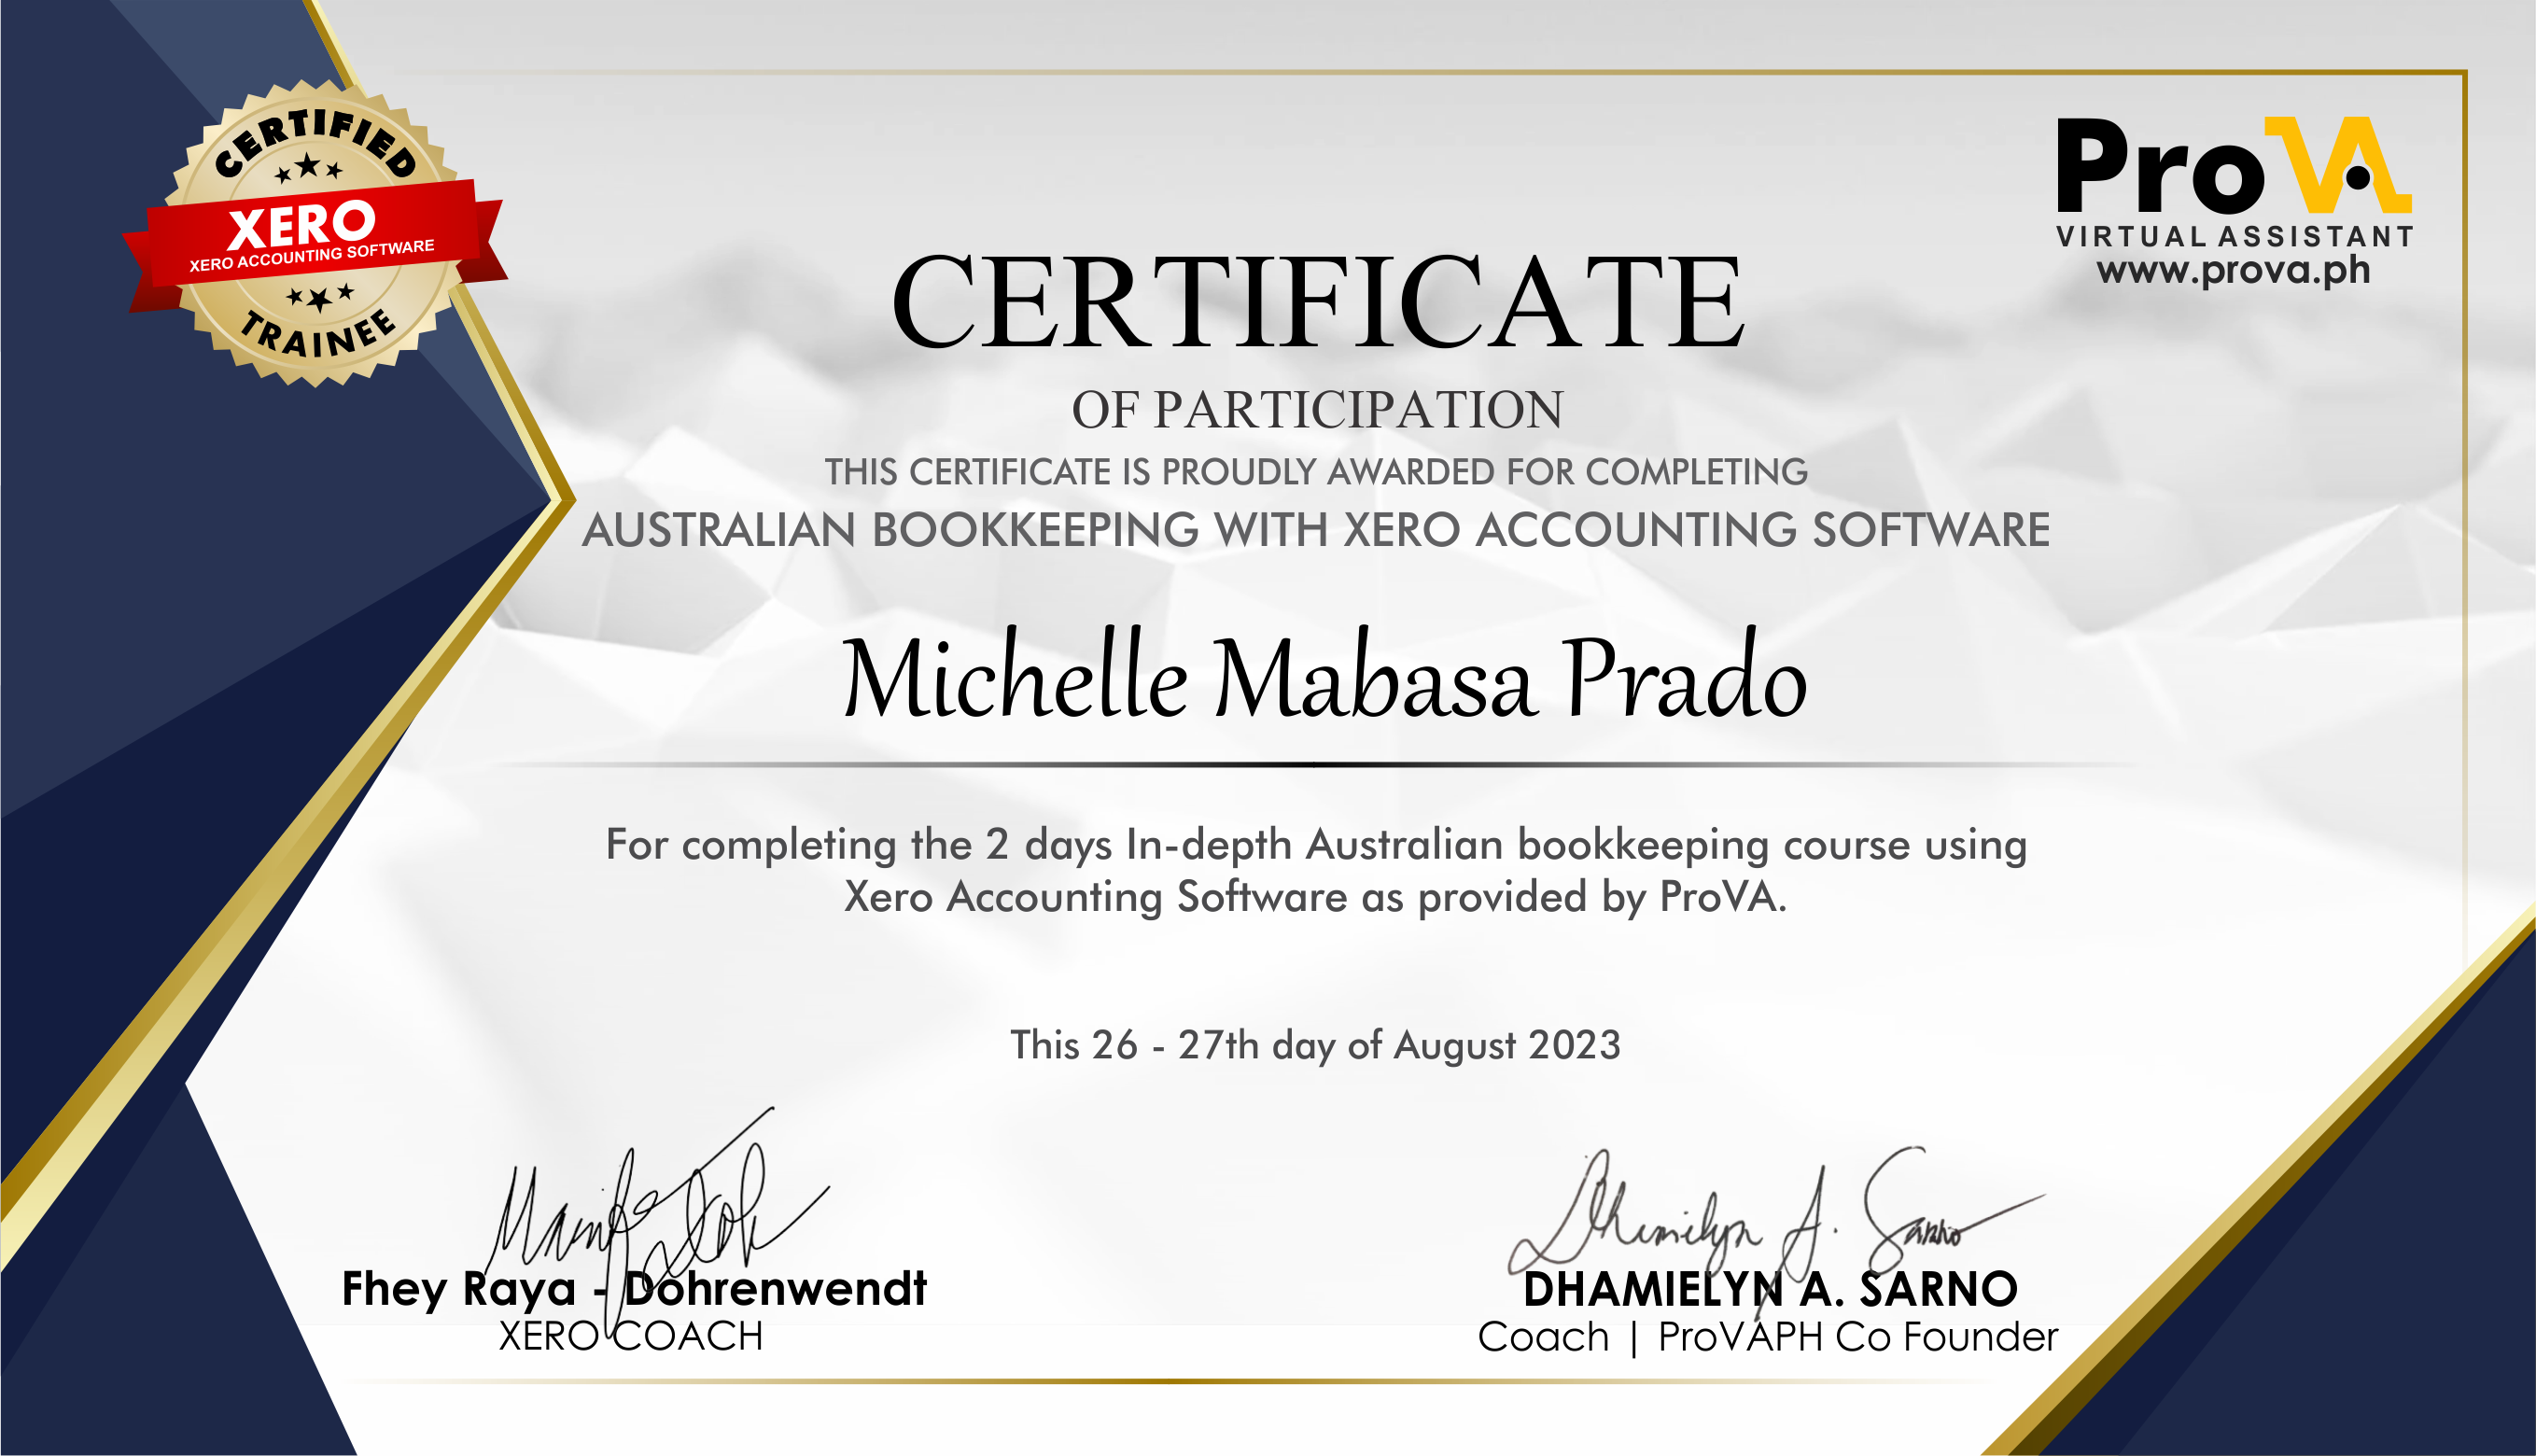 CERTIFIED
XERO
XERO ACCOUNTING SOFTWARE
TRAINEE
ProVA
VIRTUAL ASSISTANT
www.prova.ph
CERTIFICATE
OF PARTICIPATION
THIS CERTIFICATE IS PROUDLY AWARDED FOR COMPLETING
AUSTRALIAN BOOKKEEPING WITH XERO ACCOUNTING SOFTWARE
Michelle Mabasa Prado
For completing the 2 days In-depth Australian bookkeeping course using
Xero Accounting Software as provided by ProVA.
This 26 - 27th day of August 2023
Dhamielyn A. Sarno
Fhey Raya - Dohrenwendt
XERO COACH
DHAMIELYN A. SARNO
Coach | ProVAPH Co Founder